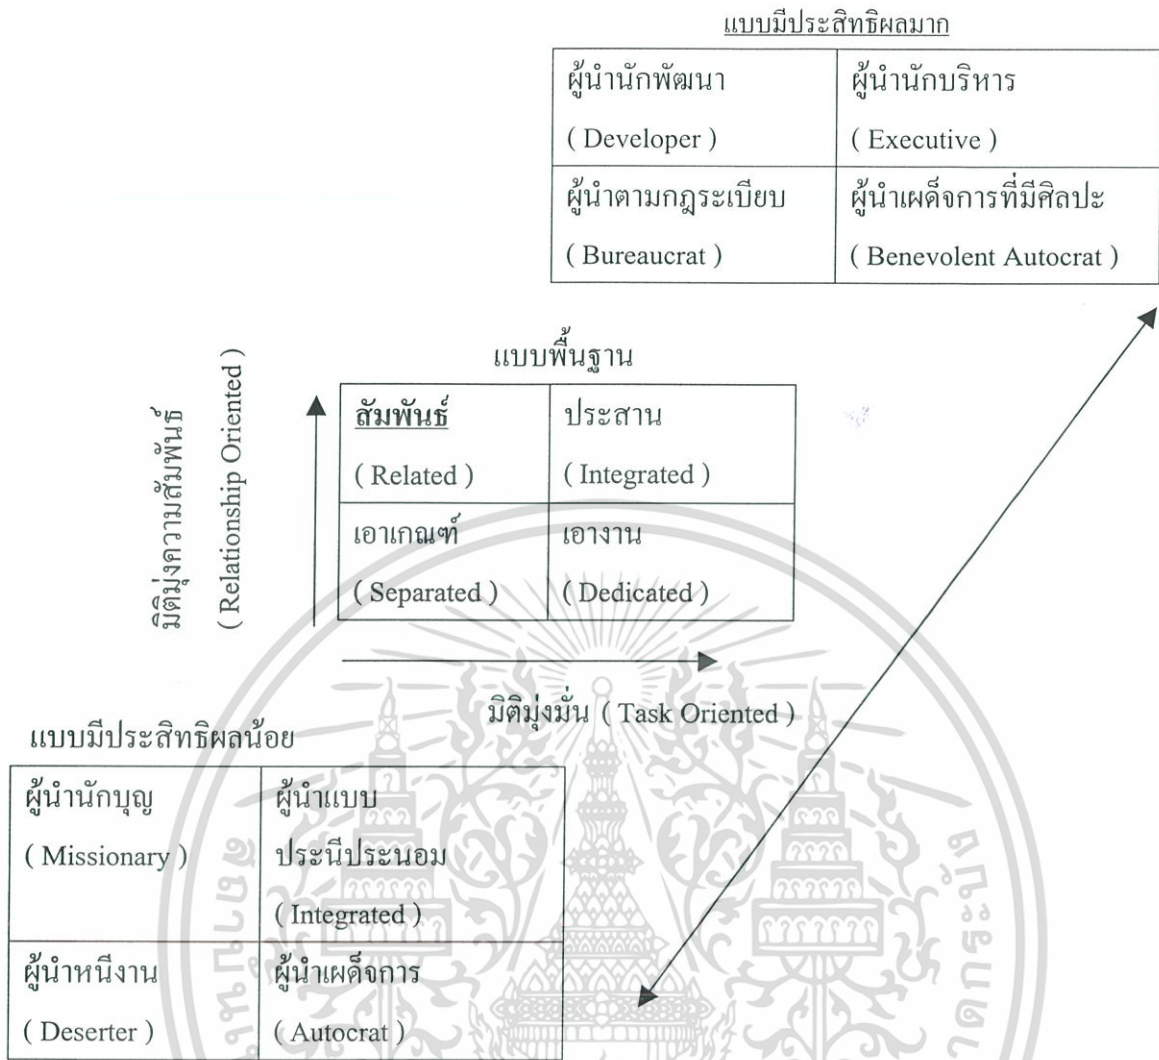 แบบมีประสิทธิผลมาก
ผู้นำนักพัฒนา
( Developer )
ผู้นำนักบริหาร
( Executive )
ผู้นำตามกฎระเบียบ
( Bureaucrat )
ผู้นำเผด็จการที่มีศิลปะ
( Benevolent Autocrat )
มิติมุ่งความสัมพันธ์
( Relationship Oriented )
แบบพื้นฐาน
สัมพันธ์
( Related )
ประสาน
( Integrated )
เอาเกณฑ์
( Separated )
เอางาน
( Dedicated )
มิติมุ่งมั่น ( Task Oriented )
แบบมีประสิทธิผลน้อย
ผู้นำนักบุญ
( Missionary )
ผู้นำแบบ
ประนีประนอม
( Integrated )
ผู้นำหนีงาน
( Deserter )
ผู้นำเผด็จการ
( Autocrat )